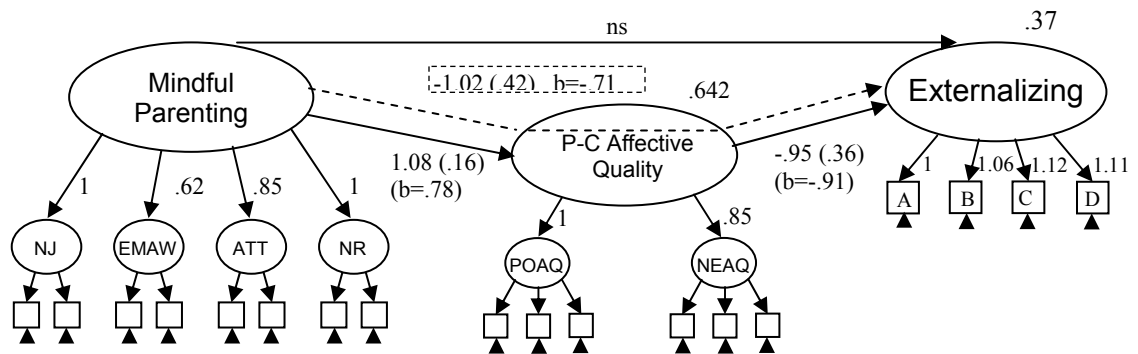 ns
.37
Mindful
Parenting
-1.02 (.42) b=-.71
.642
Externalizing
P-C Affective
Quality
1.08 (.16)
(b=.78)
-.95 (.36)
(b=-.91)
1
.62
.85
1
1
1.06
1.12
1.11
A
B
C
D
NJ
EMAW
ATT
NR
1
.85
POAQ
NEAQ